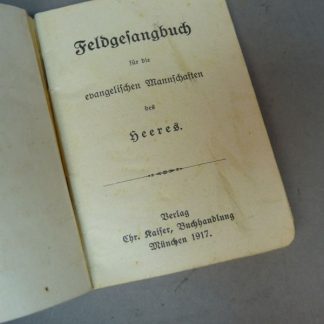 Feldgesangbuch
für die
evangelischen Mannschaften
des
Heeres.
Verlag
Chr. Kaiser, Buchhandlung
München 1917.